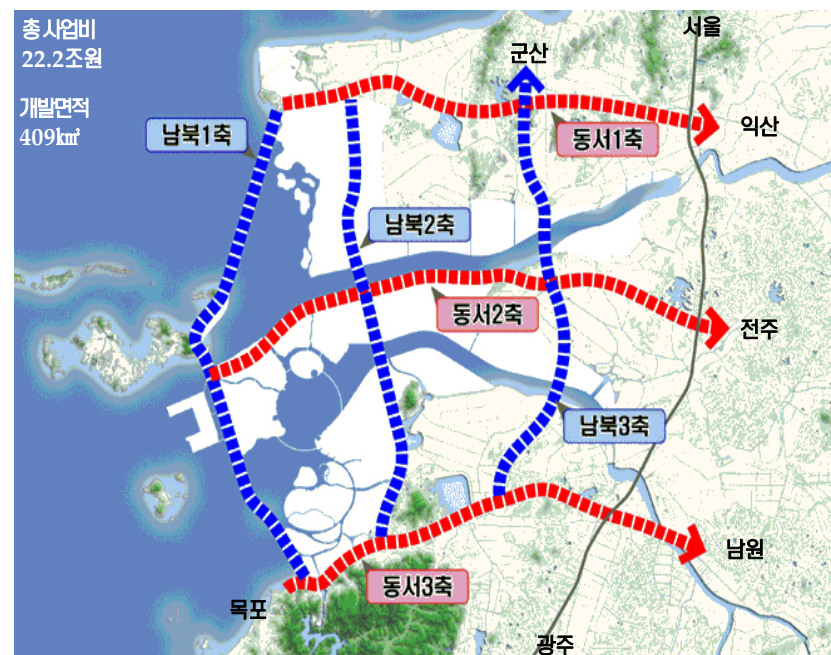 총 사업비
22.2조원
개발면적
409㎢
서울
군산
익산
남북1축
동서1축
남북2축
동서2축
전주
남북3축
남원
동서3축
목포
광주